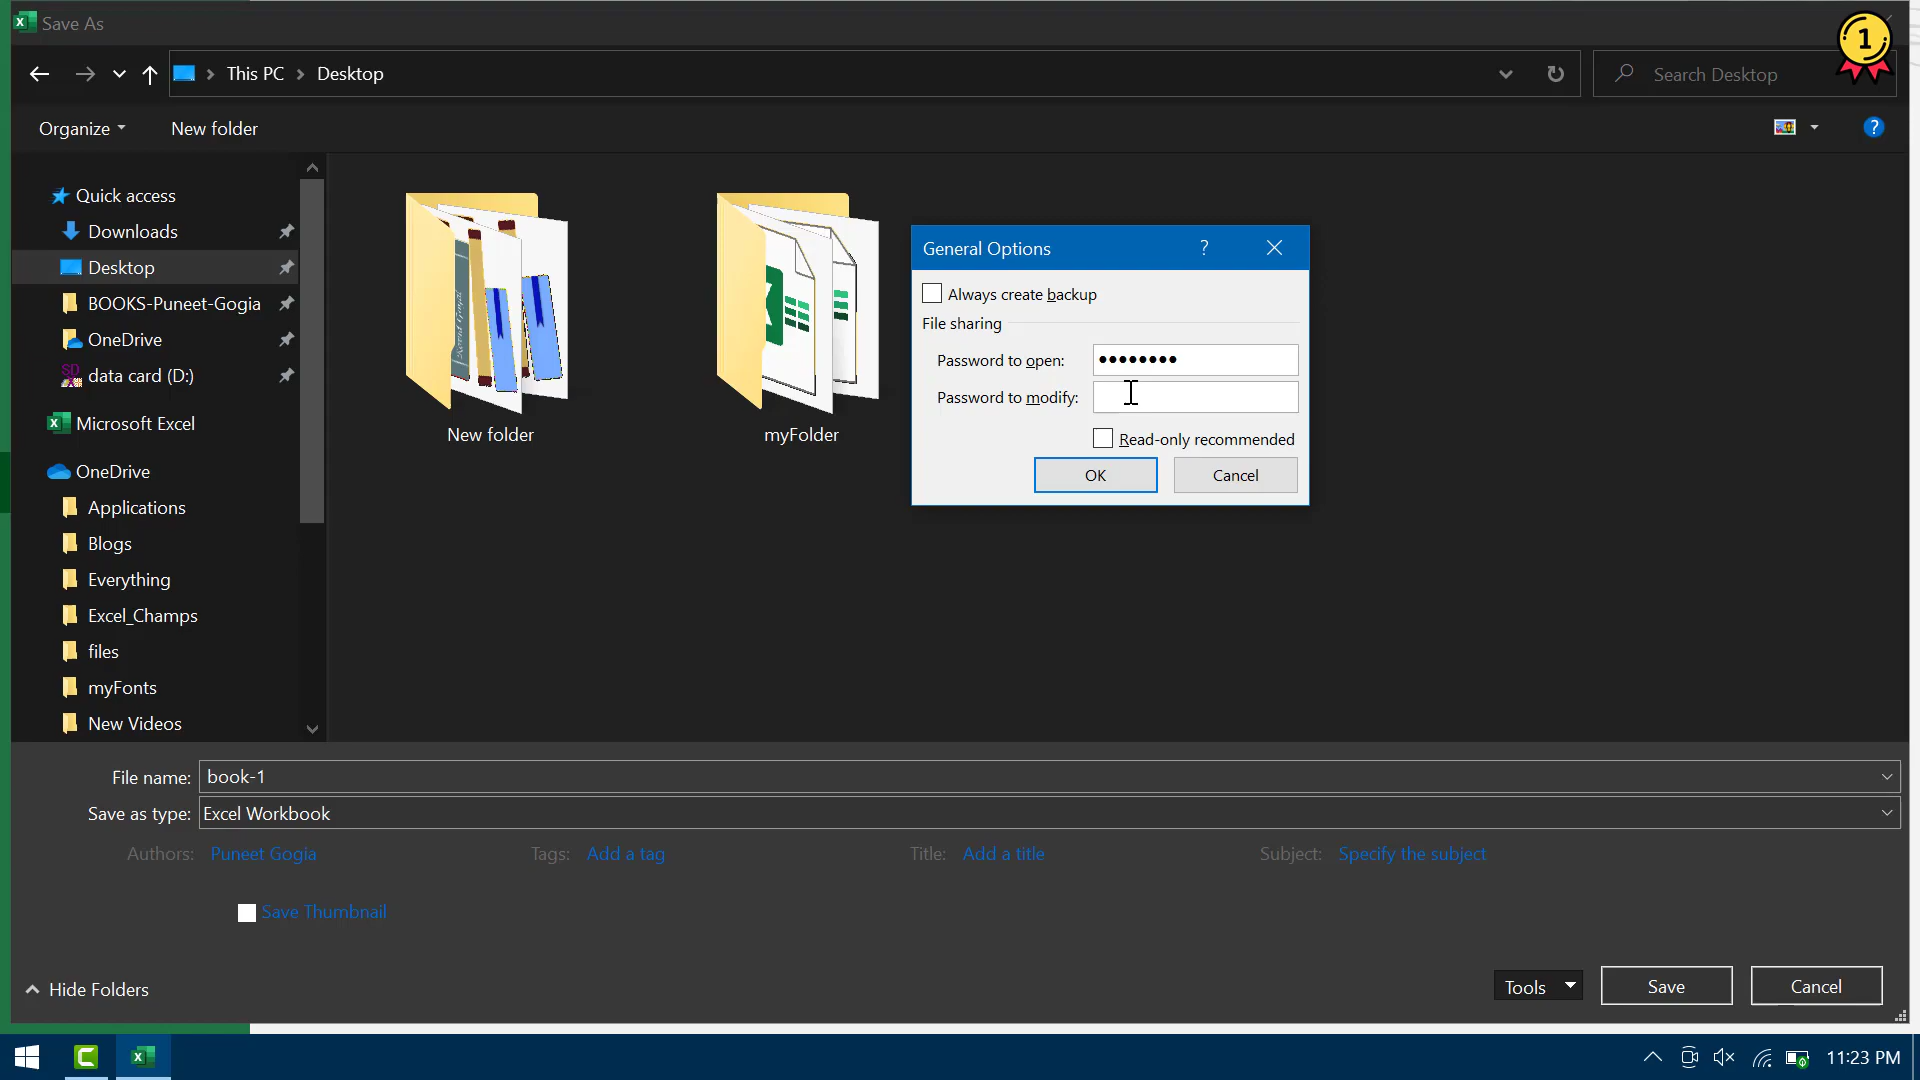 Save As
1
This PC
Desktop
Search Desktop
Organize
New folder
?
Quick access
Downloads
Desktop
BOOKS-Puneet-Gogia
OneDrive
data card (D:)
Microsoft Excel
OneDrive
Applications
Blogs
Everything
Excel_Champs
files
myFonts
New Videos
New folder
myFolder
General Options
?
Always create backup
File sharing
Password to open: ••••••••
Password to modify:
Read-only recommended
OK
Cancel
File name: book-1
Save as type: Excel Workbook
Authors: Puneet Gogia
Tags: Add a tag
Title: Add a title
Subject: Specify the subject
Save Thumbnail
Hide Folders
Tools
Save
Cancel
11:23 PM